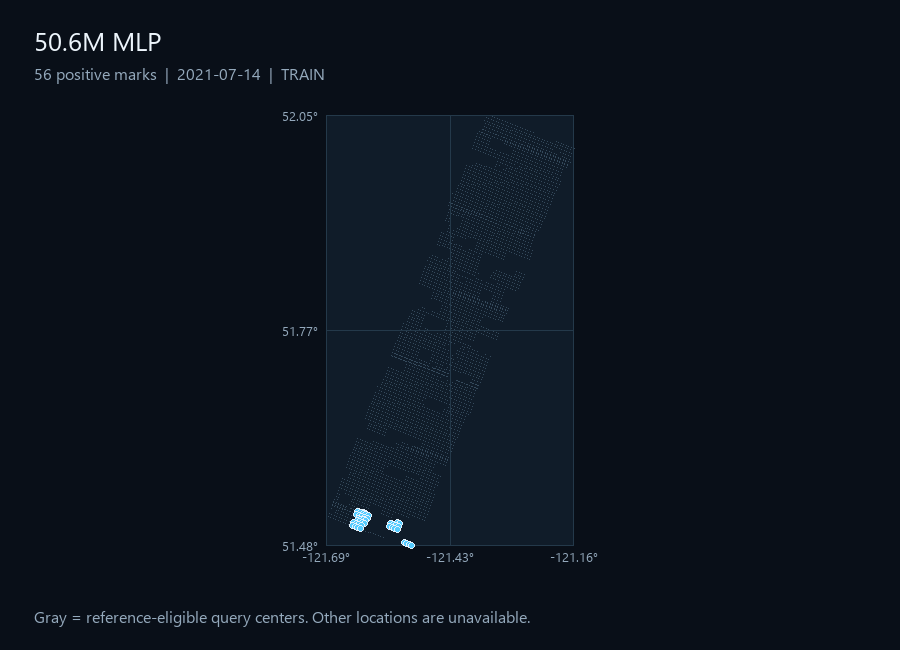 50.6M MLP
56 positive marks | 2021-07-14 | TRAIN
52.05°
51.77°
51.48°
-121.69°
-121.43°
-121.16°
Gray = reference-eligible query centers. Other locations are unavailable.